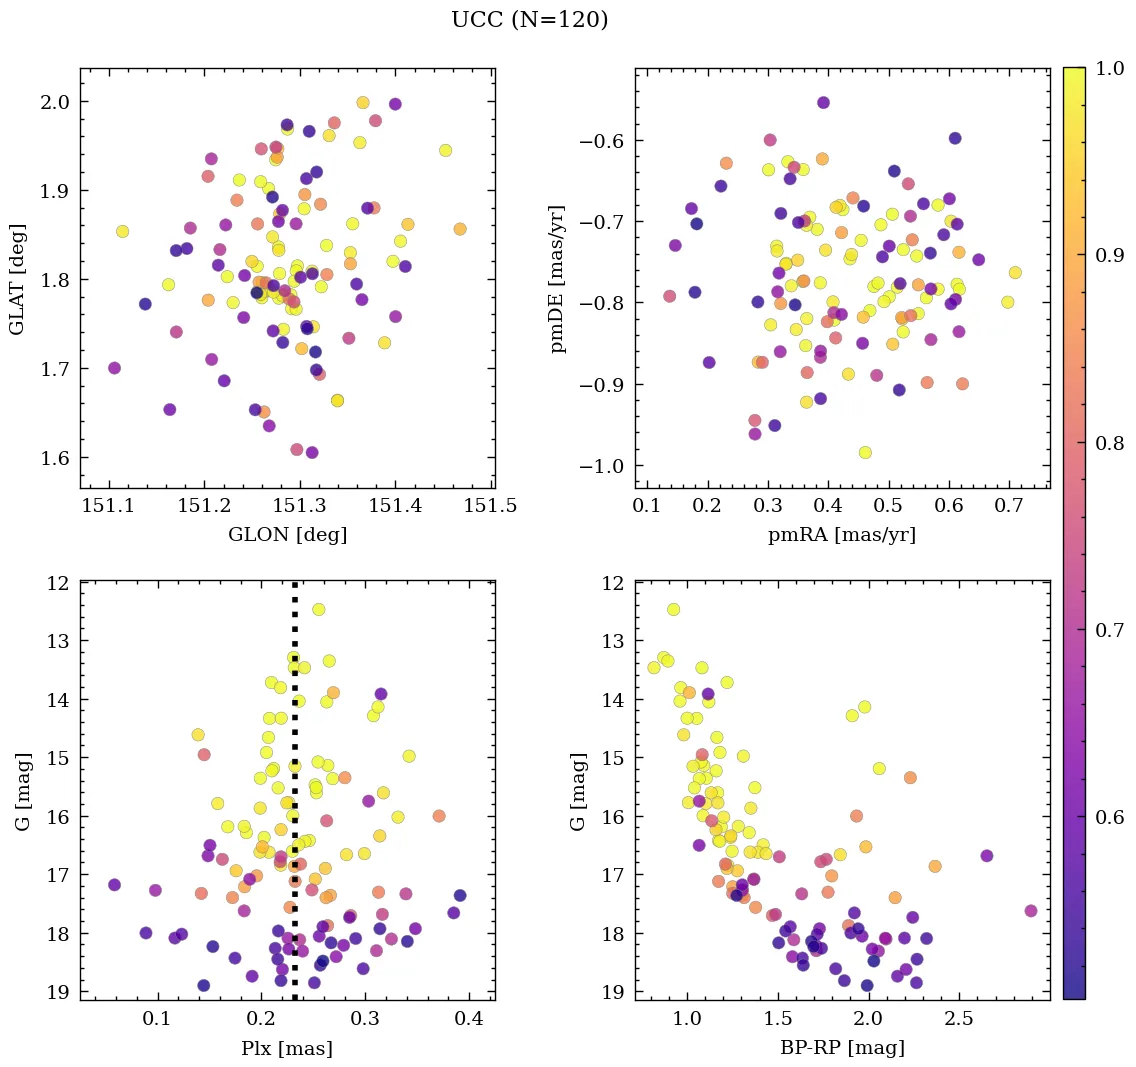 UCC (N=120)
2.0
1.9
1.8
1.7
1.6
GLAT [deg]
151.1 151.2 151.3 151.4 151.5
GLON [deg]
−0.6
−0.7
−0.8
−0.9
−1.0
pmDE [mas/yr]
0.1 0.2 0.3 0.4 0.5 0.6 0.7
pmRA [mas/yr]
1.0
0.9
0.8
0.7
0.6
12
13
14
15
16
17
18
19
G [mag]
0.1 0.2 0.3 0.4
Plx [mas]
12
13
14
15
16
17
18
19
G [mag]
1.0 1.5 2.0 2.5
BP-RP [mag]